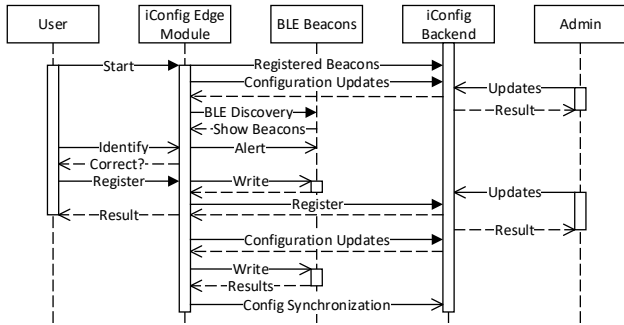 User
iConfig Edge
Module
BLE Beacons
iConfig
Backend
Admin
Start
Registered Beacons
Configuration Updates
Updates
BLE Discovery
Result
Show Beacons
Identify
Alert
Correct?
Register
Write
Updates
Register
Result
Result
Configuration Updates
Write
Results
Config Synchronization